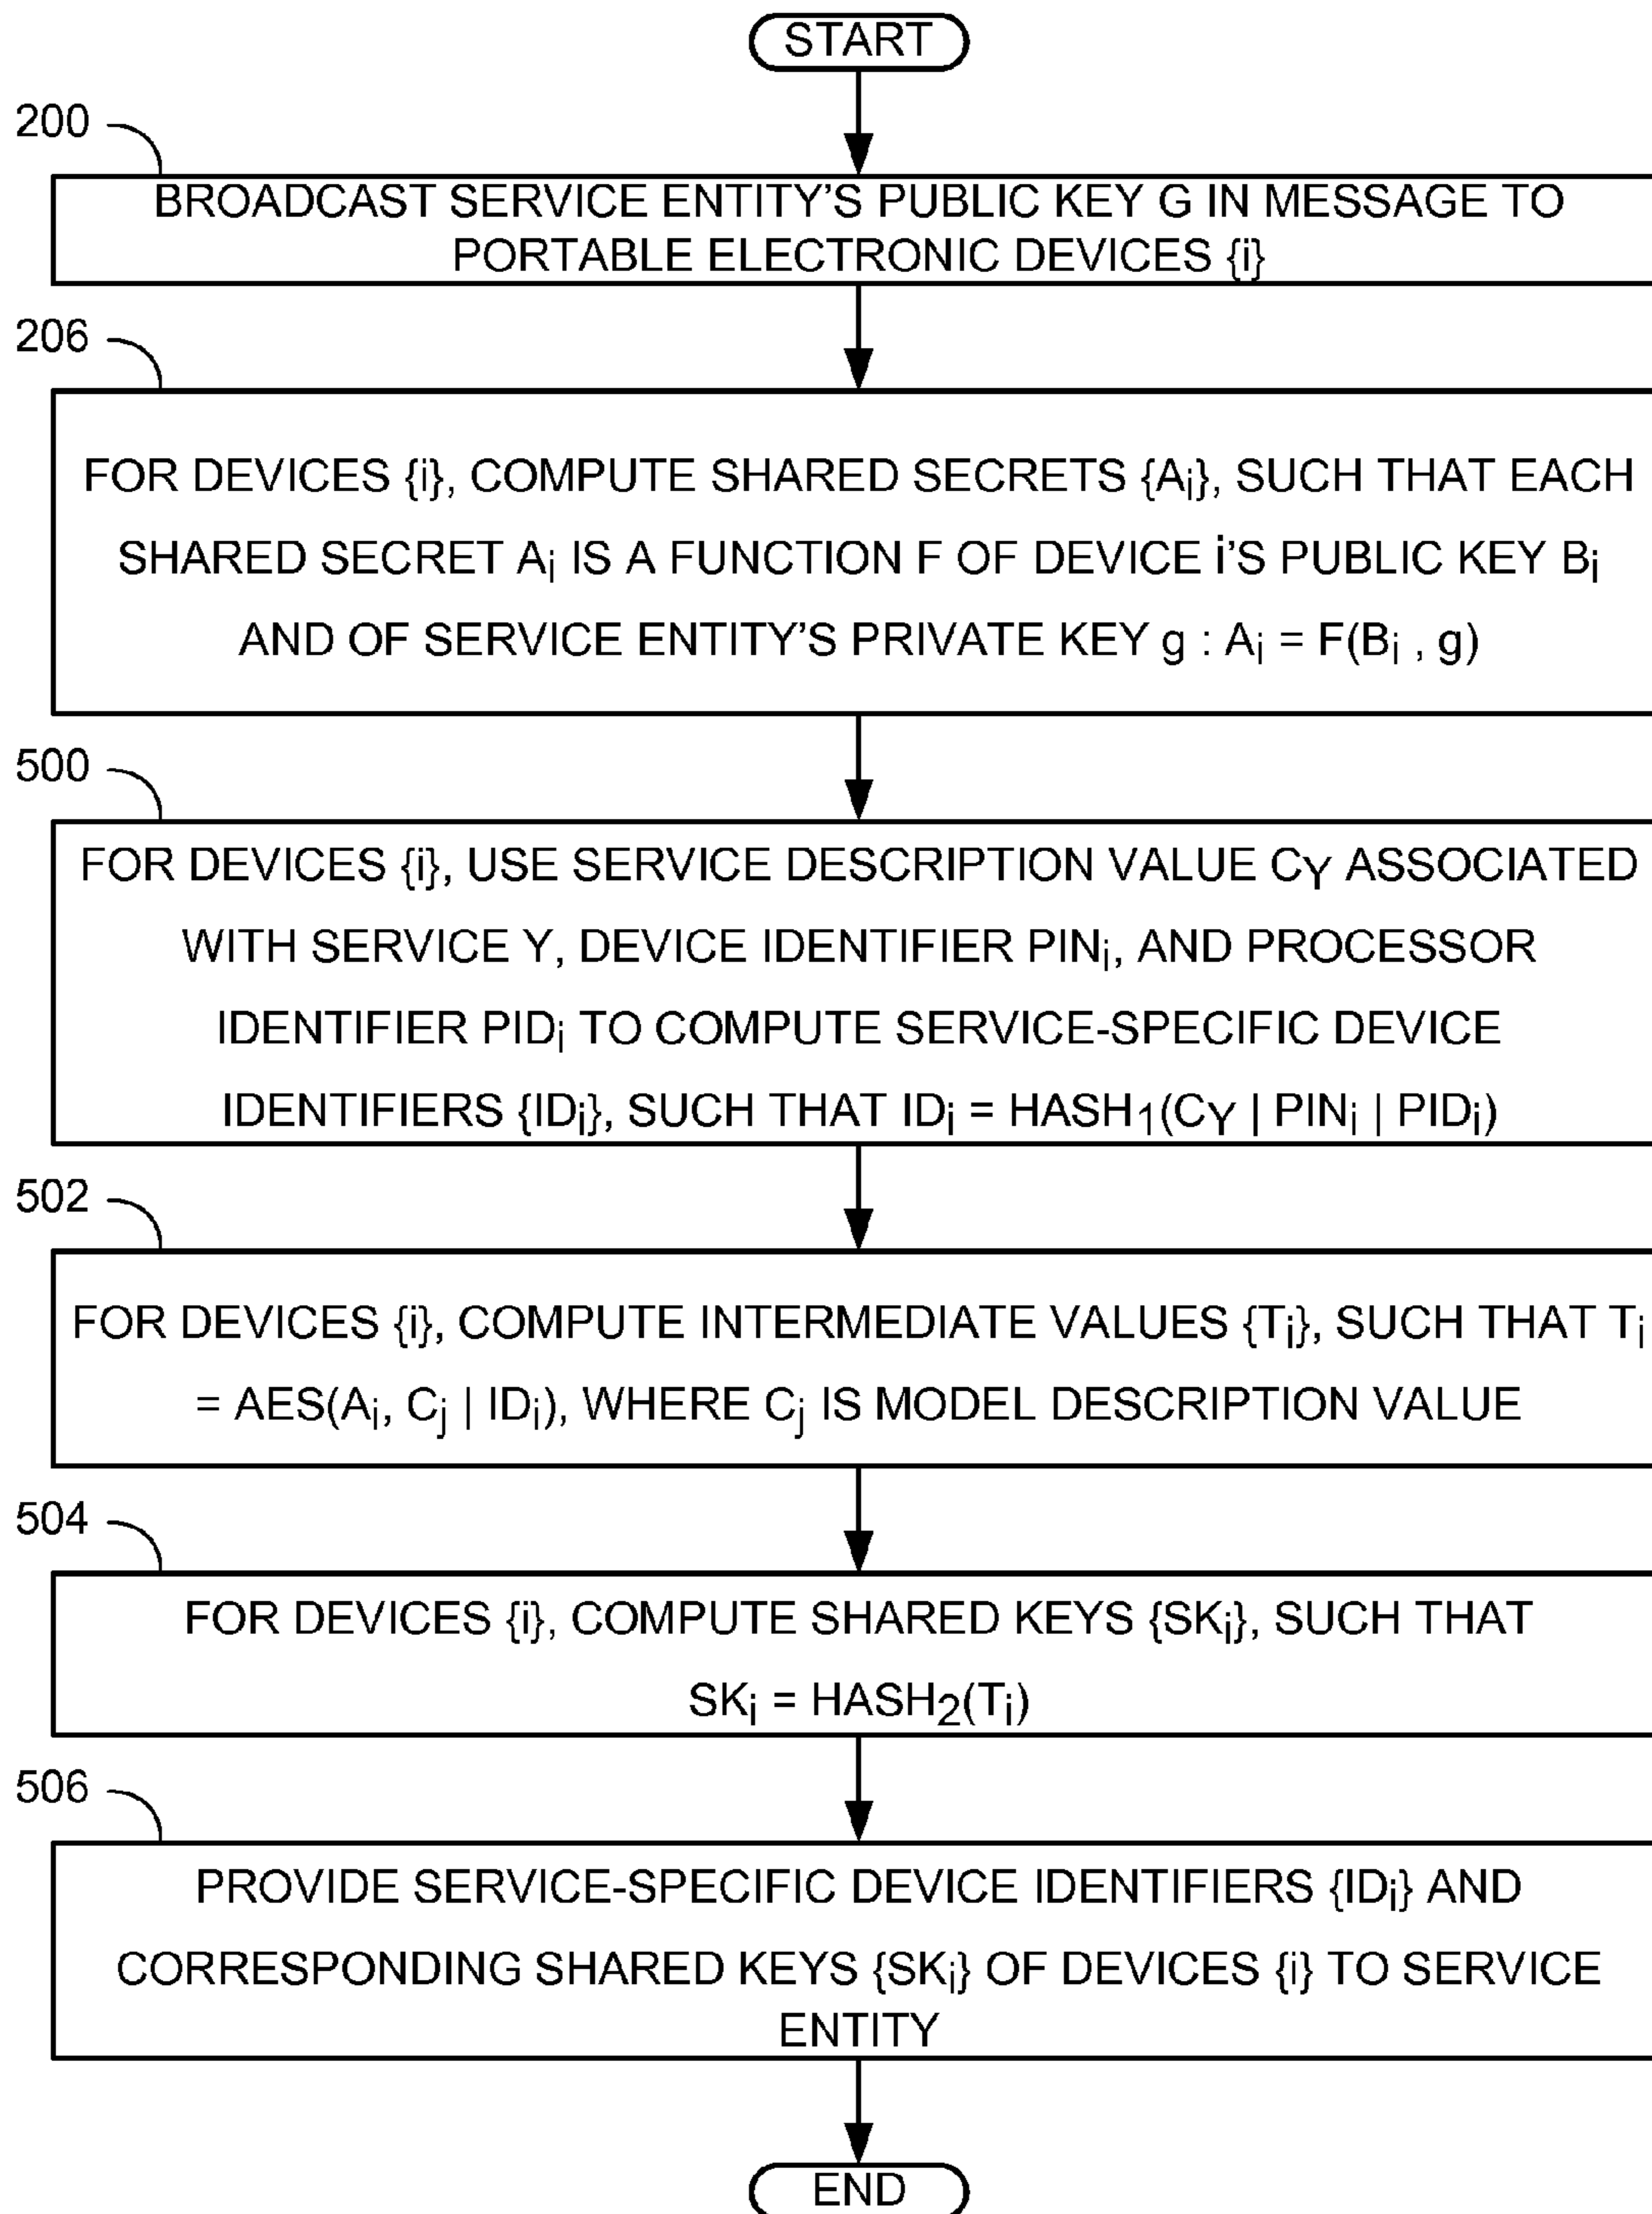 START
200
BROADCAST SERVICE ENTITY'S PUBLIC KEY G IN MESSAGE TO
PORTABLE ELECTRONIC DEVICES {i}
206
FOR DEVICES {i}, COMPUTE SHARED SECRETS {Ai}, SUCH THAT EACH
SHARED SECRET Ai IS A FUNCTION F OF DEVICE i'S PUBLIC KEY Bi
AND OF SERVICE ENTITY'S PRIVATE KEY g : Ai = F(Bi , g)
500
FOR DEVICES {i}, USE SERVICE DESCRIPTION VALUE CY ASSOCIATED
WITH SERVICE Y, DEVICE IDENTIFIER PINi, AND PROCESSOR
IDENTIFIER PIDi TO COMPUTE SERVICE-SPECIFIC DEVICE
IDENTIFIERS {IDi}, SUCH THAT IDi = HASH1(CY | PINi | PIDi)
502
FOR DEVICES {i}, COMPUTE INTERMEDIATE VALUES {Ti}, SUCH THAT Ti
= AES(Ai, Cj | IDi), WHERE Cj IS MODEL DESCRIPTION VALUE
504
FOR DEVICES {i}, COMPUTE SHARED KEYS {SKi}, SUCH THAT
SKi = HASH2(Ti)
506
PROVIDE SERVICE-SPECIFIC DEVICE IDENTIFIERS {IDi} AND
CORRESPONDING SHARED KEYS {SKi} OF DEVICES {i} TO SERVICE
ENTITY
END